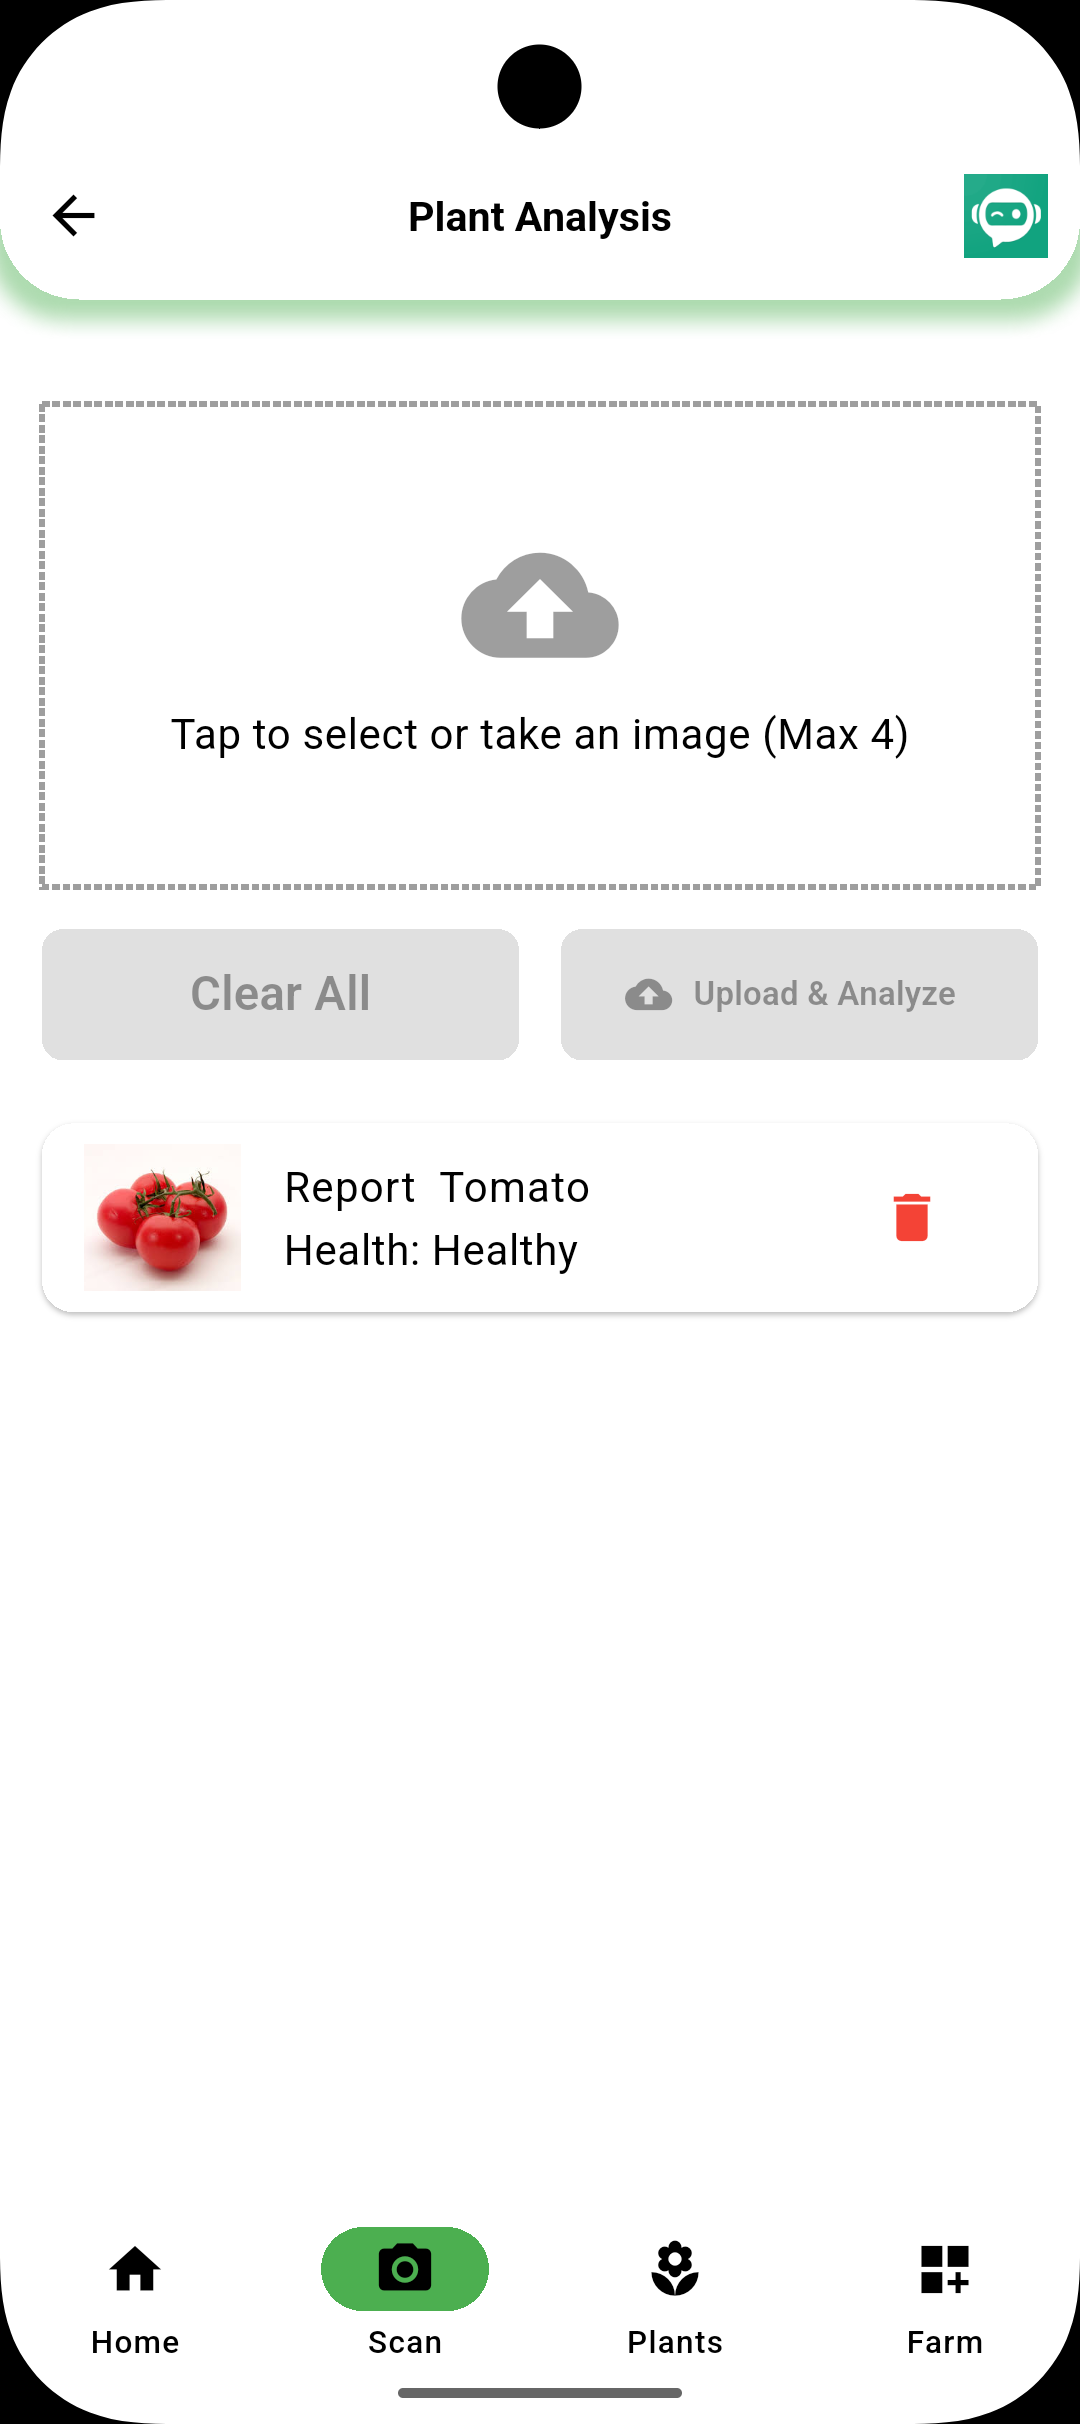 Plant Analysis
Tap to select or take an image (Max 4)
Clear All
Upload & Analyze
Report  Tomato
Health: Healthy
Home
Scan
Plants
Farm